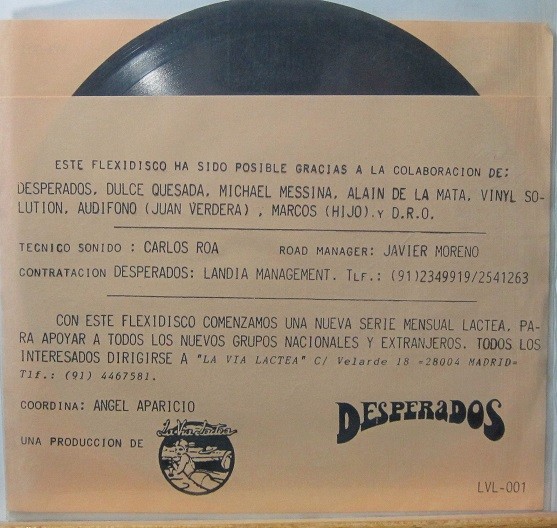 ESTE FLEXIDISCO HA SIDO POSIBLE GRACIAS A LA COLABORACION DE:
DESPERADOS, DULCE QUESADA, MICHAEL MESSINA, ALAIN DE LA MATA, VINYL SO-
LUTION, AUDIFONO (JUAN VERDERA) , MARCOS (HIJO) y D.R.O.
TECNICO SONIDO : CARLOS ROA ROAD MANAGER: JAVIER MORENO
CONTRATACION DESPERADOS: LANDIA MANAGEMENT. TLF.: (91)2349919/2541263
CON ESTE FLEXIDISCO COMENZAMOS UNA NUEVA SERIE MENSUAL LACTEA, PA-
RA APOYAR A TODOS LOS NUEVOS GRUPOS NACIONALES Y EXTRANJEROS. TODOS LOS
INTERESADOS DIRIGIRSE A "LA VIA LACTEA" C/ Velarde 18 =28004 MADRID=
Tlf.: (91) 4467581.
COORDINA: ANGEL APARICIO
DESPERADOS
UNA PRODUCCION DE
LVL-001